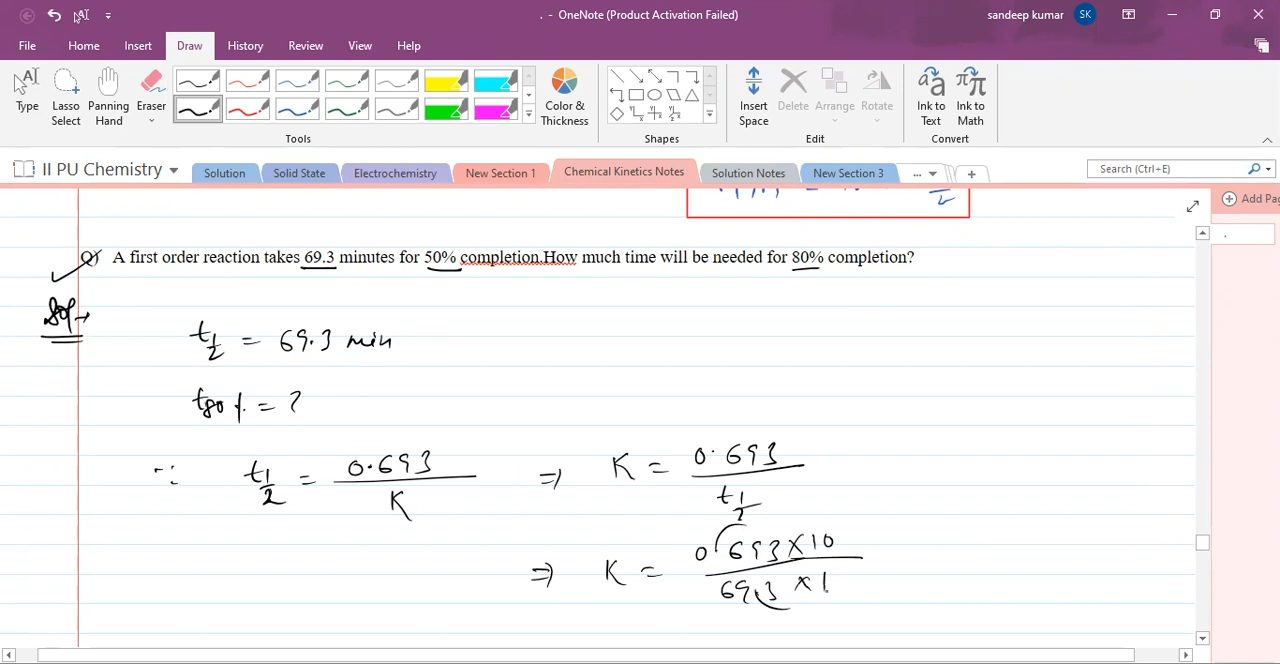 . - OneNote (Product Activation Failed)
sandeep kumar SK
File Home Insert Draw History Review View Help
Type Lasso Select Panning Hand Eraser Color & Thickness Insert Space Delete Arrange Rotate Ink to Text Ink to Math
Tools Shapes Edit Convert
II PU Chemistry Solution Solid State Electrochemistry New Section 1 Chemical Kinetics Notes Solution Notes New Section 3 ... + Search (Ctrl+E)
Add Pag
.
Q) A first order reaction takes 69.3 minutes for 50% completion.How much time will be needed for 80% completion?
Sol→
t1/2 = 69.3 min
t80% = ?
∵ t1/2 = 0.693 / K ⇒ K = 0.693 / t1/2
⇒ K = 0 693 × 10 / 69.3 × 1